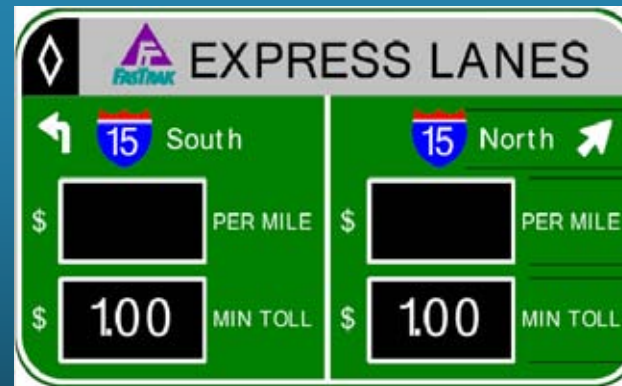 FASTRAK EXPRESS LANES
15 South
$ PER MILE
$ 1.00 MIN TOLL
15 North
$ PER MILE
$ 1.00 MIN TOLL